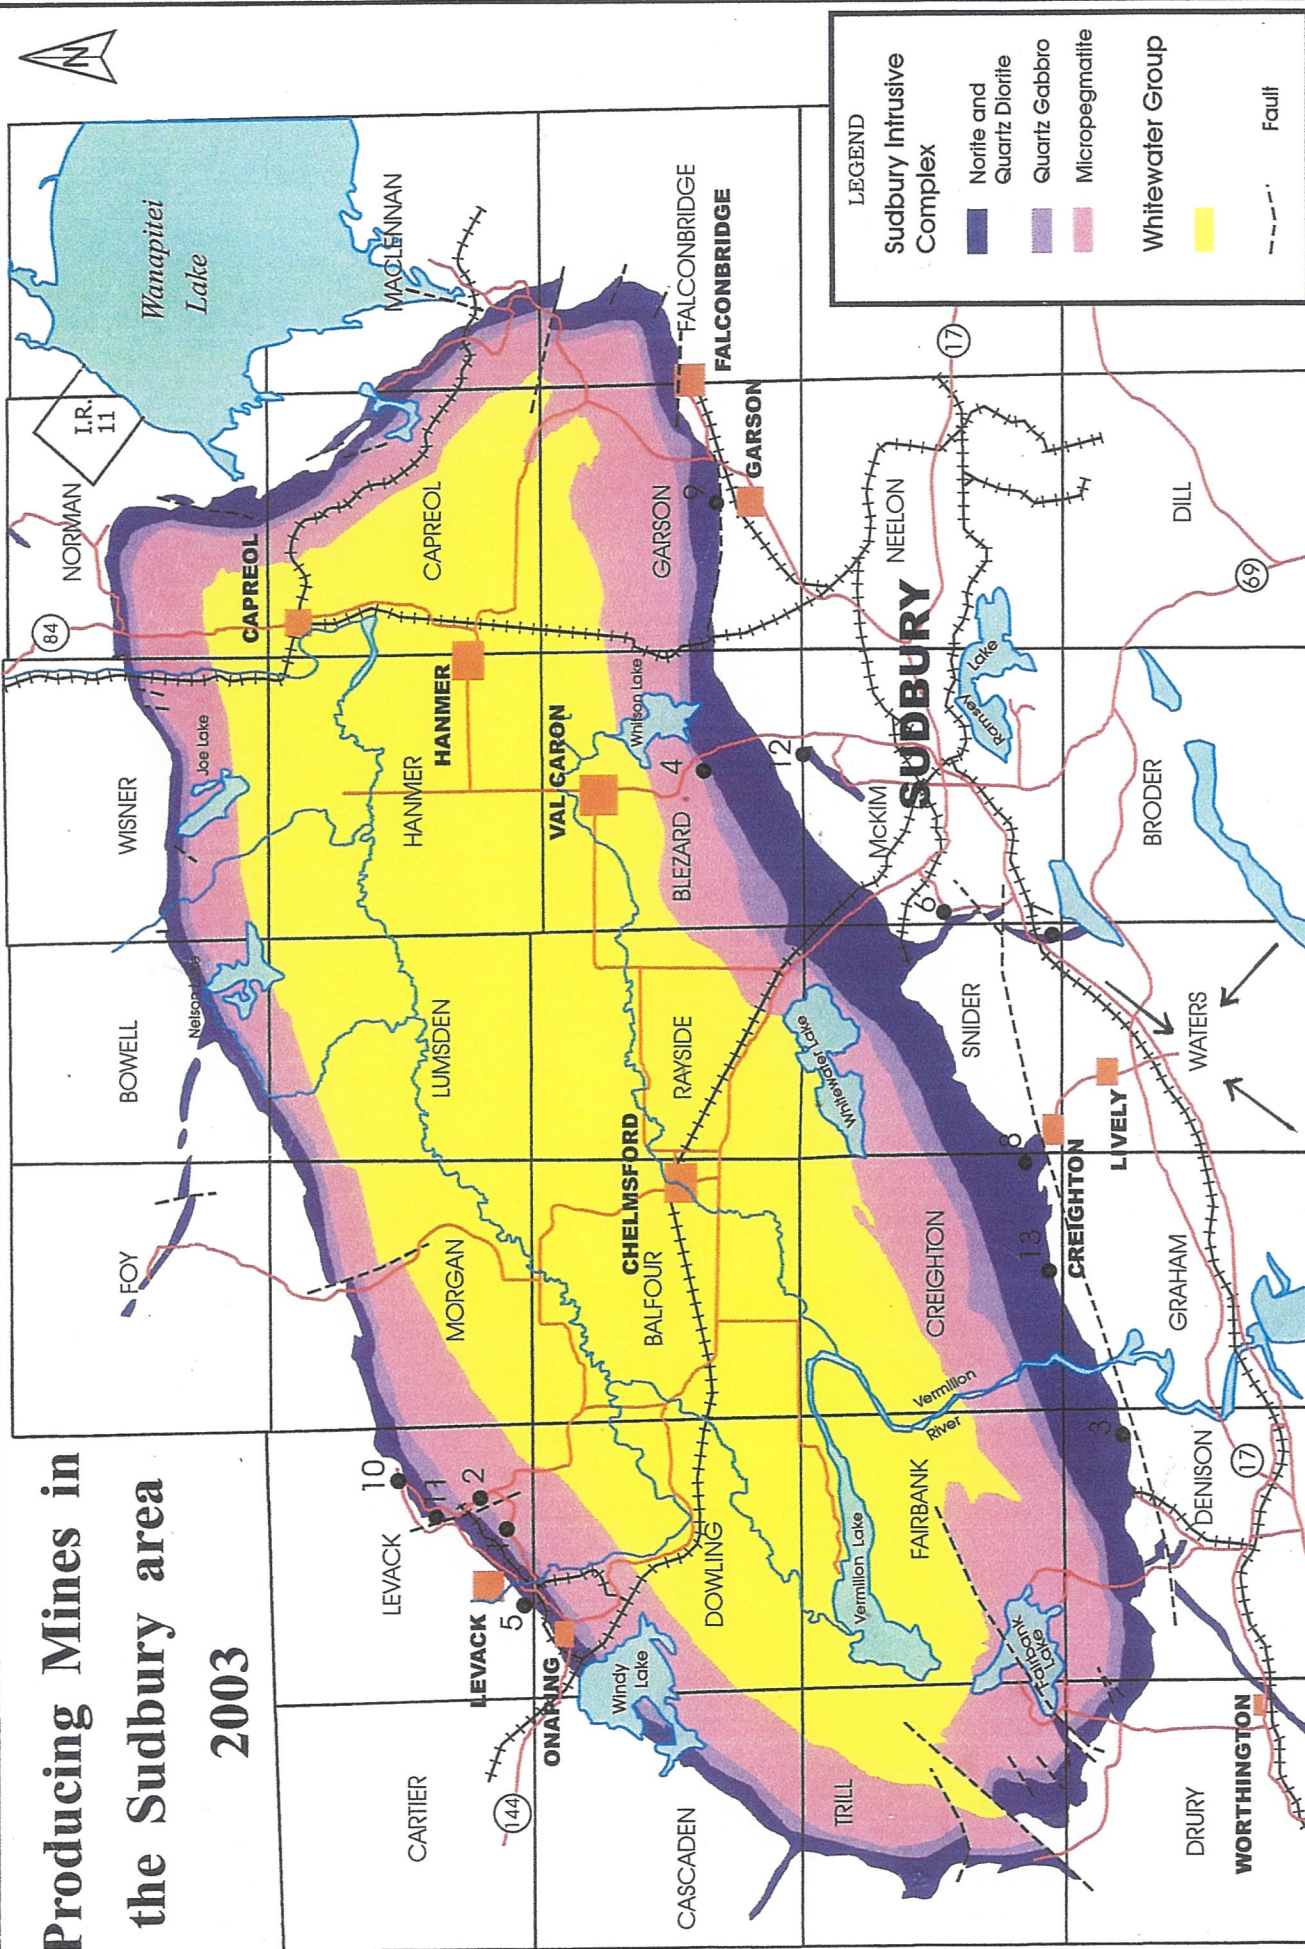 Producing Mines in
the Sudbury area
2003
N
Wanapitei
Lake
I.R.
11
NORMAN
84
WISNER
BOWELL
FOY
MACLENNAN
CAPREOL
CAPREOL
Joe Lake
HANMER
HANMER
LUMSDEN
MORGAN
LEVACK
10
11
2
5
LEVACK
ONARING
CARTIER
144
Windy
Lake
CASCADEN
DOWLING
BALFOUR
CHELMSFORD
RAYSIDE
VAL CARON
BLEZARD
4
Whitson Lake
GARSON
9
GARSON
FALCONBRIDGE
FALCONBRIDGE
12
McKIM
SUDBURY
NEELON
17
Ramsey
Lake
Whitewater Lake
6
SNIDER
CREIGHTON
8
13
CREIGHTON
LIVELY
Vermilion
River
Vermilion Lake
FAIRBANK
Fairbank
Lake
TRILL
3
DENISON
17
GRAHAM
WATERS
BRODER
DILL
69
DRURY
WORTHINGTON
LEGEND
Sudbury Intrusive
Complex
Norite and
Quartz Diorite
Quartz Gabbro
Micropegmatite
Whitewater Group
Fault